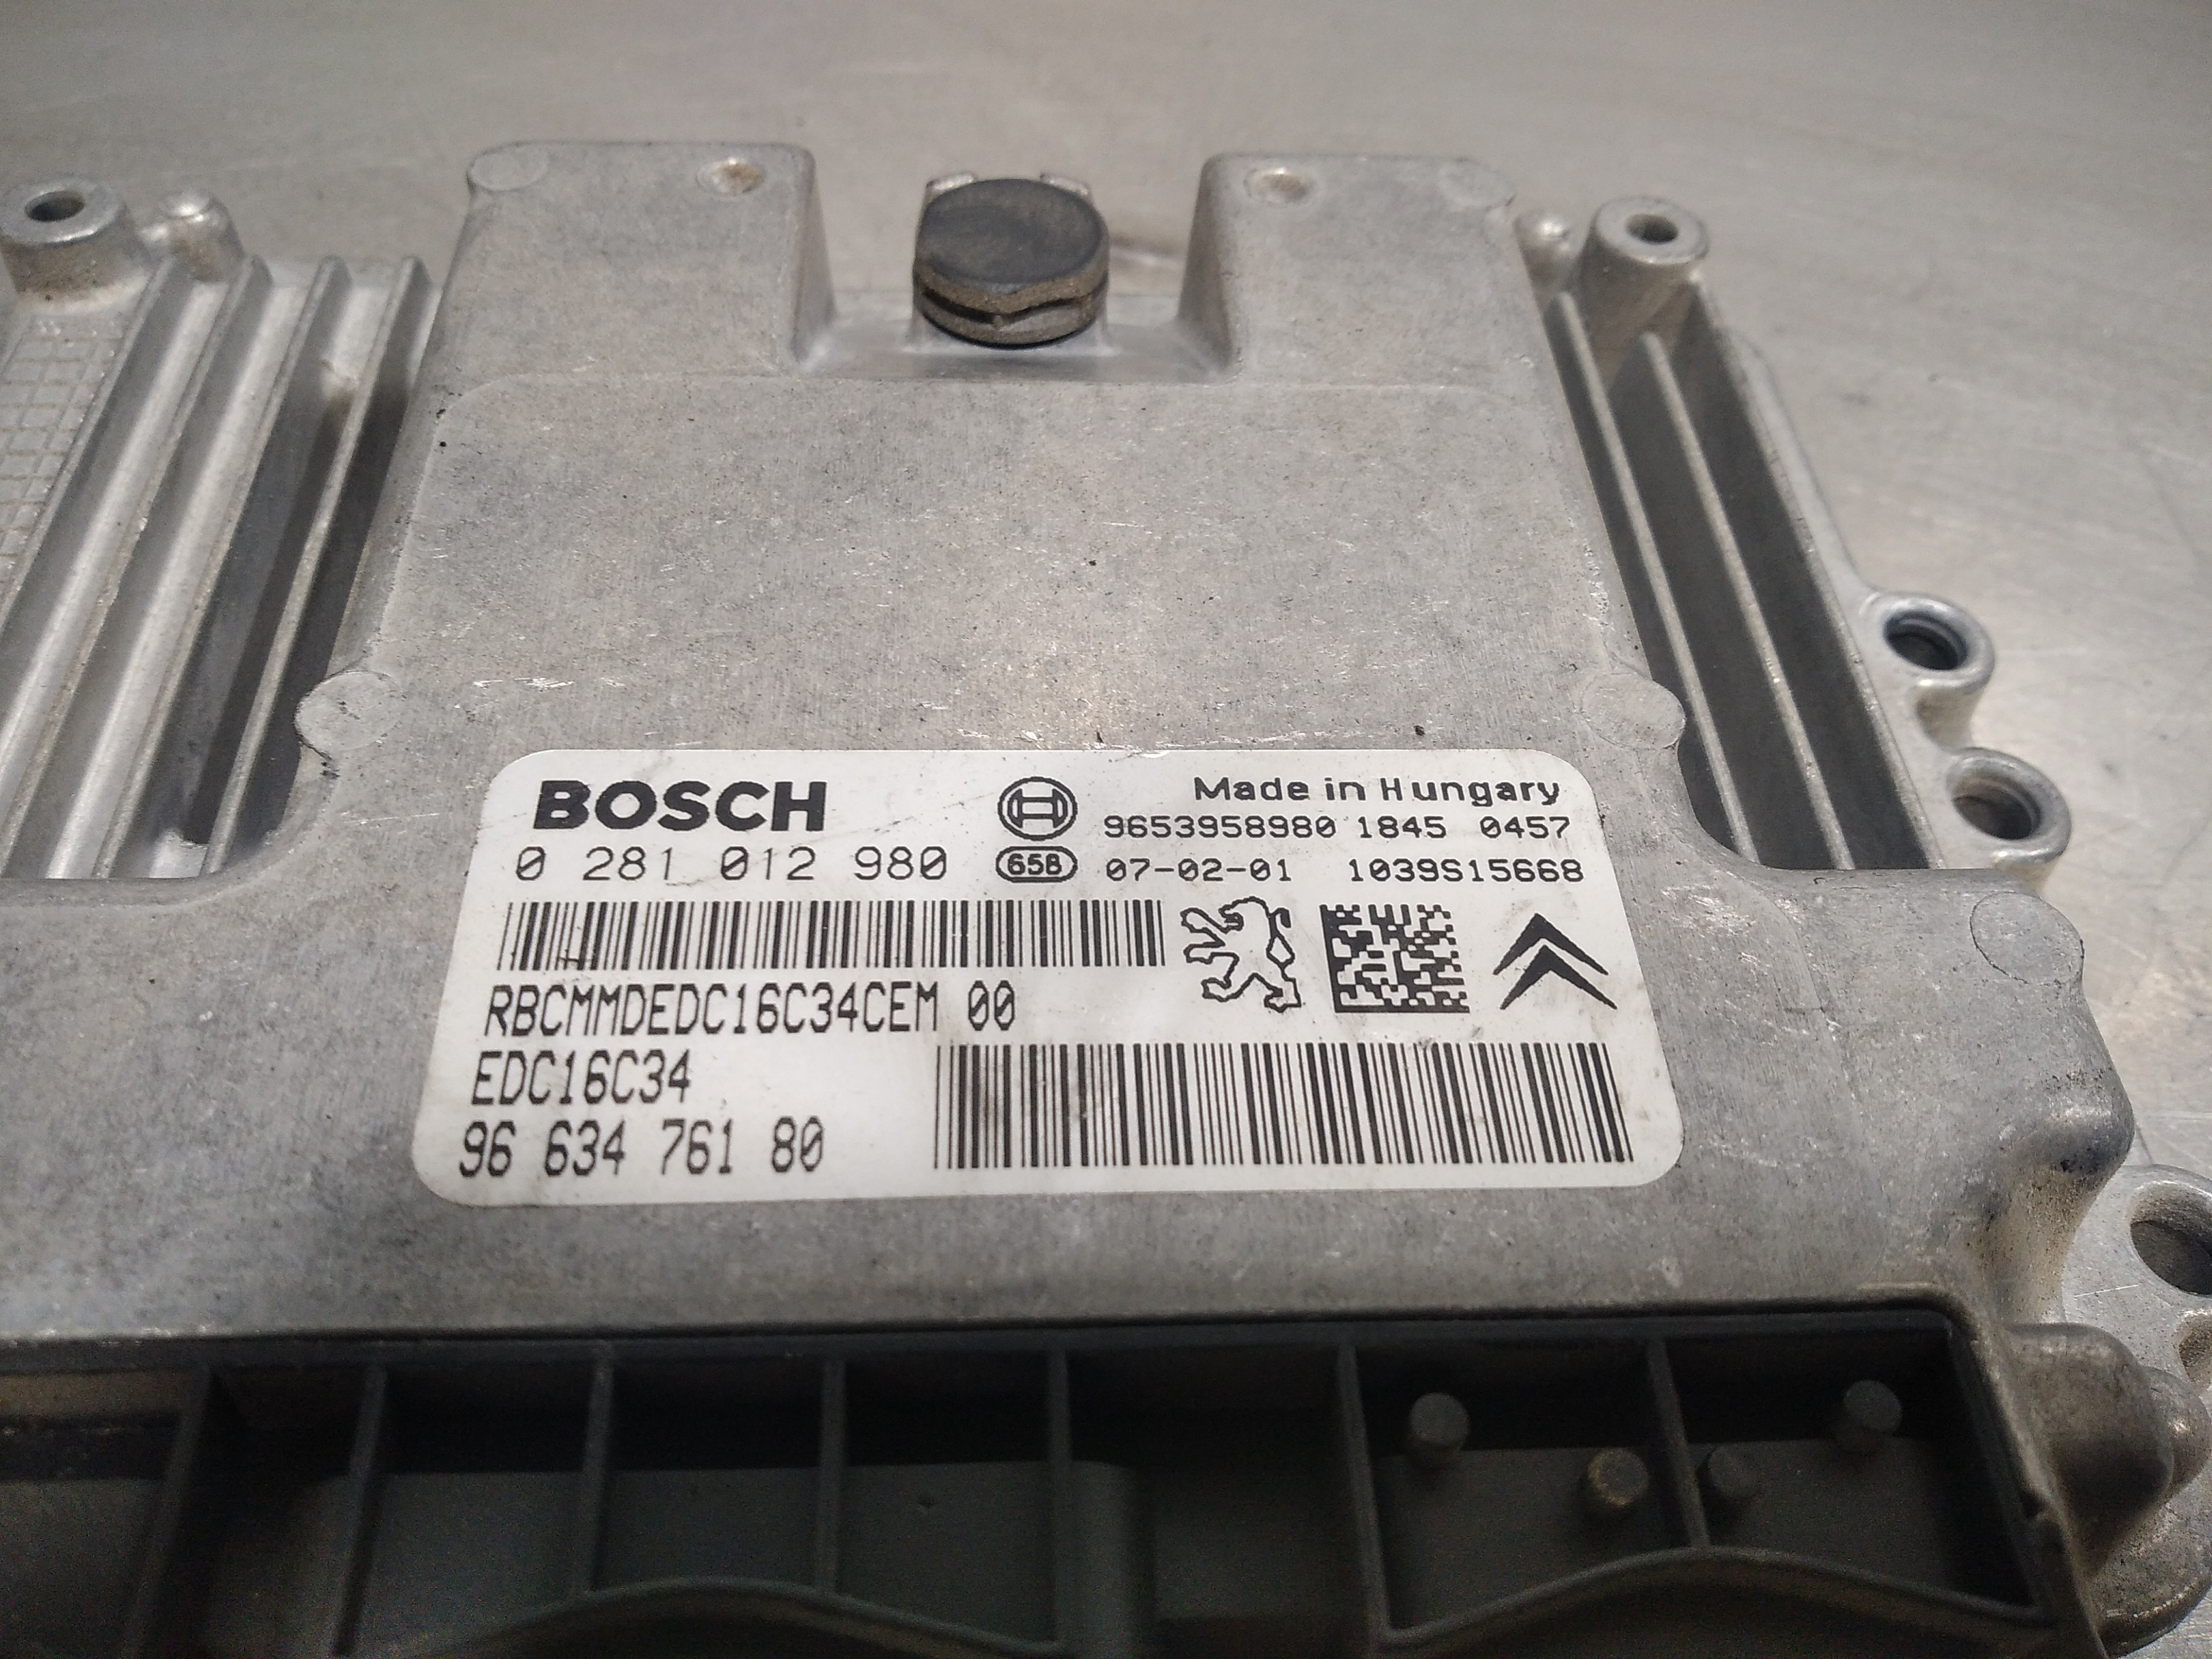 BOSCH
Made in Hungary
9653958980 1845 0457
0 281 012 980
658 07-02-01 1039S15668
RBCMMDEDC16C34CEM 00
EDC16C34
96 634 761 80